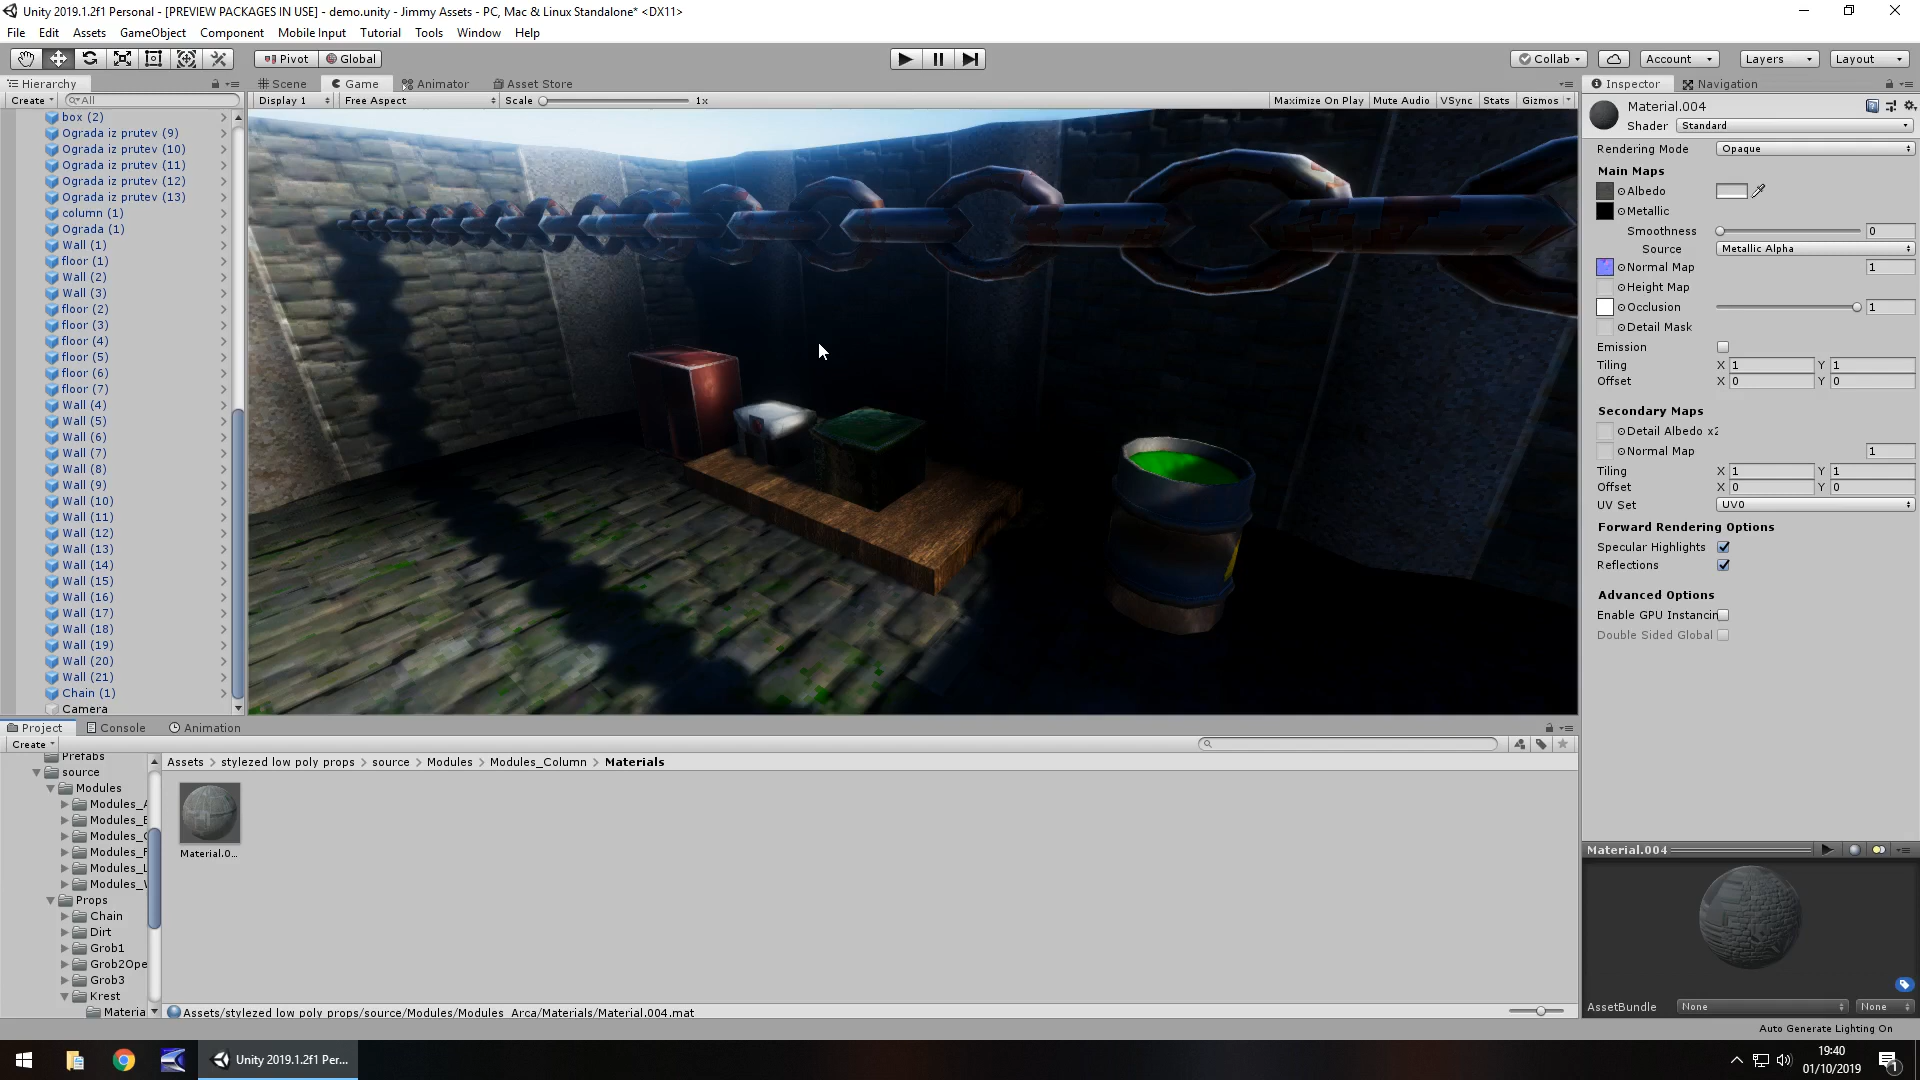 Unity 2019.1.2f1 Personal - [PREVIEW PACKAGES IN USE] - demo.unity - Jimmy Assets - PC, Mac & Linux Standalone* <DX11>
File Edit Assets GameObject Component Mobile Input Tutorial Tools Window Help
Pivot Global Collab Account Layers Layout
Hierarchy Scene Game Animator Asset Store Inspector Navigation
Create All Display 1 Free Aspect Scale 1x Maximize On Play Mute Audio VSync Stats Gizmos
Material.004
Shader Standard
box (2)
Ograda iz prutev (9)
Ograda iz prutev (10)
Ograda iz prutev (11)
Ograda iz prutev (12)
Ograda iz prutev (13)
column (1)
Ograda (1)
Wall (1)
floor (1)
Wall (2)
Wall (3)
floor (2)
floor (3)
floor (4)
floor (5)
floor (6)
floor (7)
Wall (4)
Wall (5)
Wall (6)
Wall (7)
Wall (8)
Wall (9)
Wall (10)
Wall (11)
Wall (12)
Wall (13)
Wall (14)
Wall (15)
Wall (16)
Wall (17)
Wall (18)
Wall (19)
Wall (20)
Wall (21)
Chain (1)
Camera
Rendering Mode Opaque
Main Maps
Albedo
Metallic
Smoothness 0
Source Metallic Alpha
Normal Map 1
Height Map
Occlusion 1
Detail Mask
Emission
Tiling X 1 Y 1
Offset X 0 Y 0
Secondary Maps
Detail Albedo x2
Normal Map 1
Tiling X 1 Y 1
Offset X 0 Y 0
UV Set UV0
Forward Rendering Options
Specular Highlights
Reflections
Advanced Options
Enable GPU Instancin
Double Sided Global
Project Console Animation
Create
Prefabs
source
Modules
Modules_
Modules_
Modules_
Modules_
Modules_
Modules_
Props
Chain
Dirt
Grob1
Grob2Ope
Grob3
Krest
Materia
Assets > stylezed low poly props > source > Modules > Modules_Column > Materials
Material.0...
Assets/stylezed low poly props/source/Modules/Modules_Arca/Materials/Material.004.mat
Material.004
AssetBundle None None
Auto Generate Lighting On
Unity 2019.1.2f1 Per...
19:40
01/10/2019
1